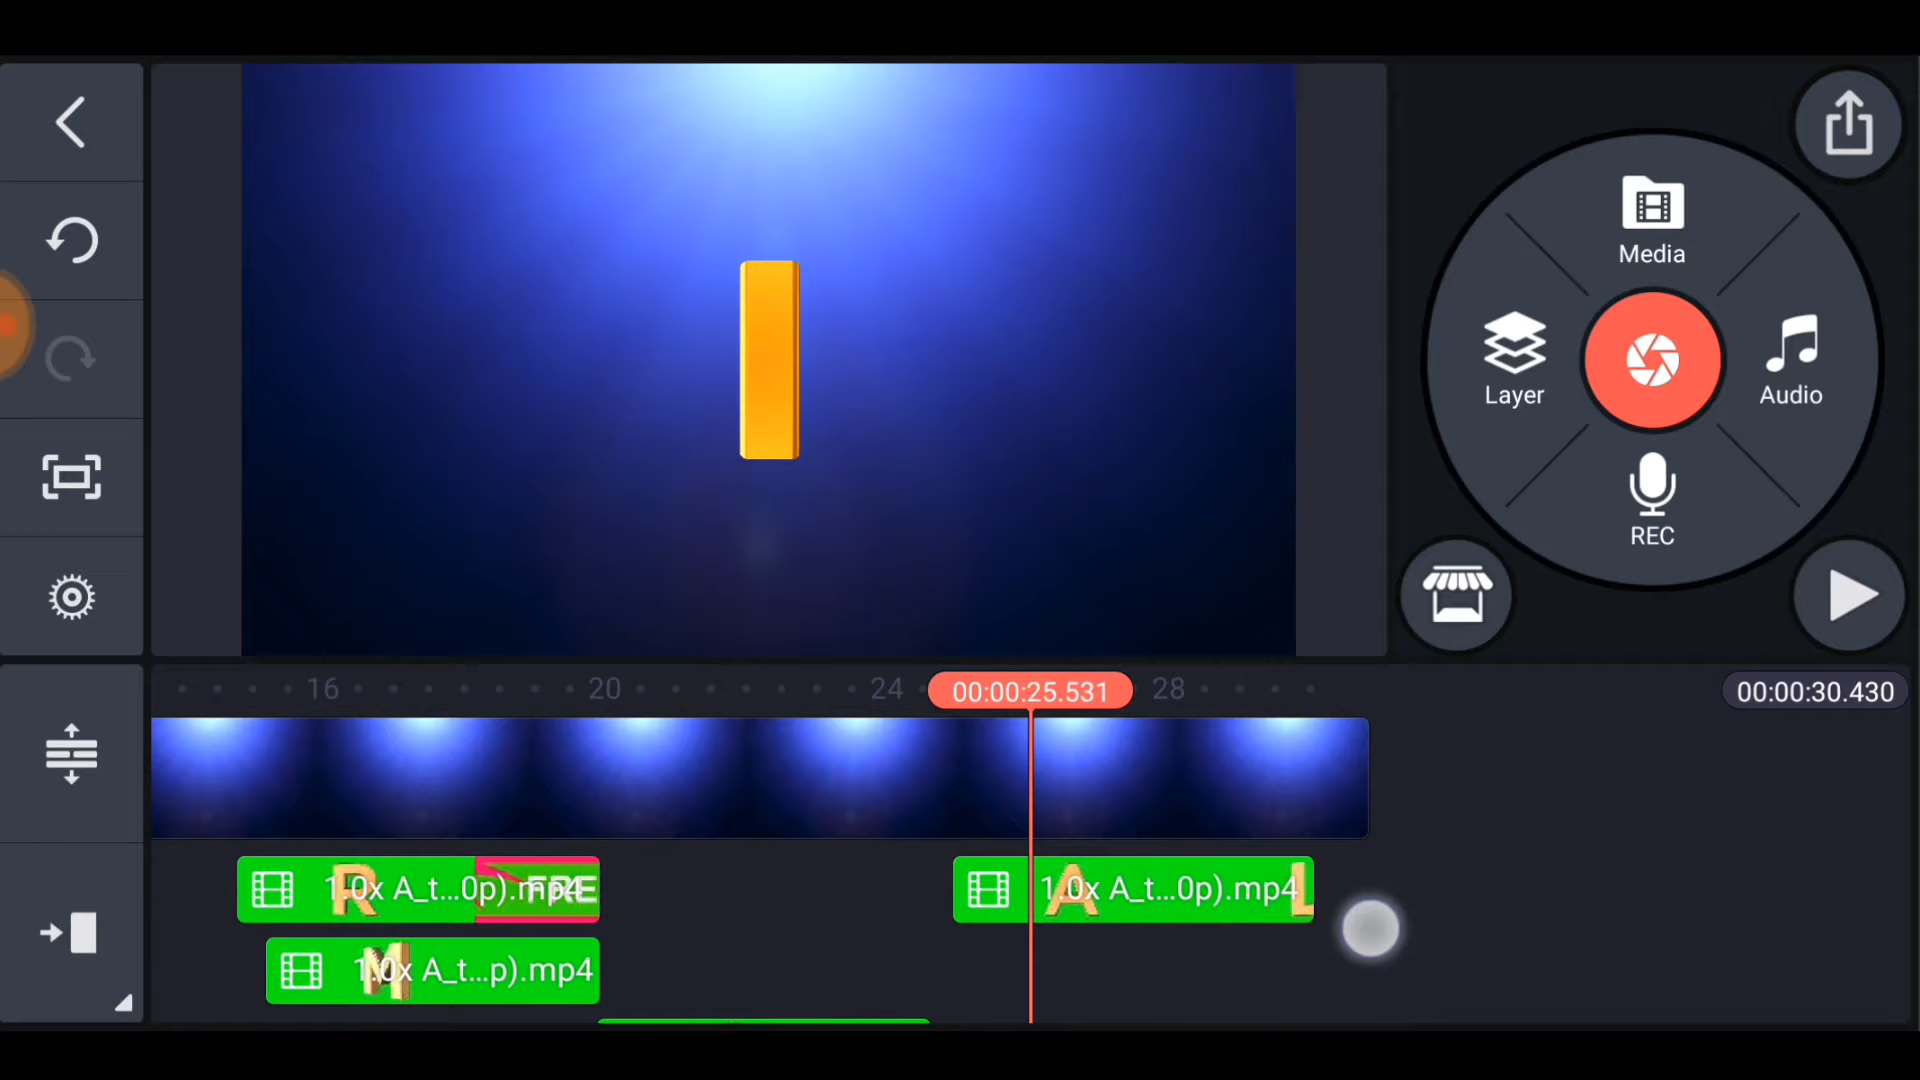 Media
Layer
Audio
REC
16
20
24
00:00:25.531
28
00:00:30.430
R
1.0x A_t...0p).mp4
FRE
A
1.0x A_t...0p).mp4
L
M
1.0x A_t...p).mp4